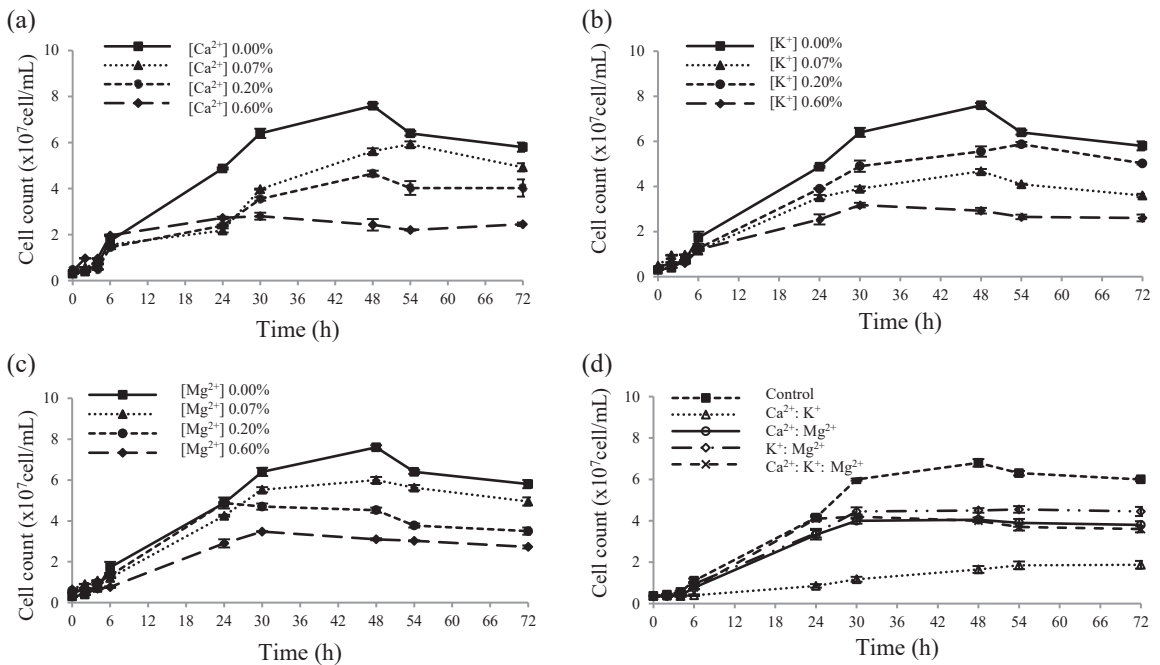 (a)
[Ca²⁺] 0.00%
[Ca²⁺] 0.07%
[Ca²⁺] 0.20%
[Ca²⁺] 0.60%
10
8
6
4
2
0
Cell count (x10⁷cell/mL)
0 6 12 18 24 30 36 42 48 54 60 66 72
Time (h)
(b)
[K⁺] 0.00%
[K⁺] 0.07%
[K⁺] 0.20%
[K⁺] 0.60%
10
8
6
4
2
0
Cell count (x10⁷cell/mL)
0 6 12 18 24 30 36 42 48 54 60 66 72
Time (h)
(c)
[Mg²⁺] 0.00%
[Mg²⁺] 0.07%
[Mg²⁺] 0.20%
[Mg²⁺] 0.60%
10
8
6
4
2
0
Cell count (x10⁷cell/mL)
0 6 12 18 24 30 36 42 48 54 60 66 72
Time (h)
(d)
Control
Ca²⁺: K⁺
Ca²⁺: Mg²⁺
K⁺: Mg²⁺
Ca²⁺: K⁺: Mg²⁺
10
8
6
4
2
0
Cell count (x10⁷cell/mL)
0 6 12 18 24 30 36 42 48 54 60 66 72
Time (h)